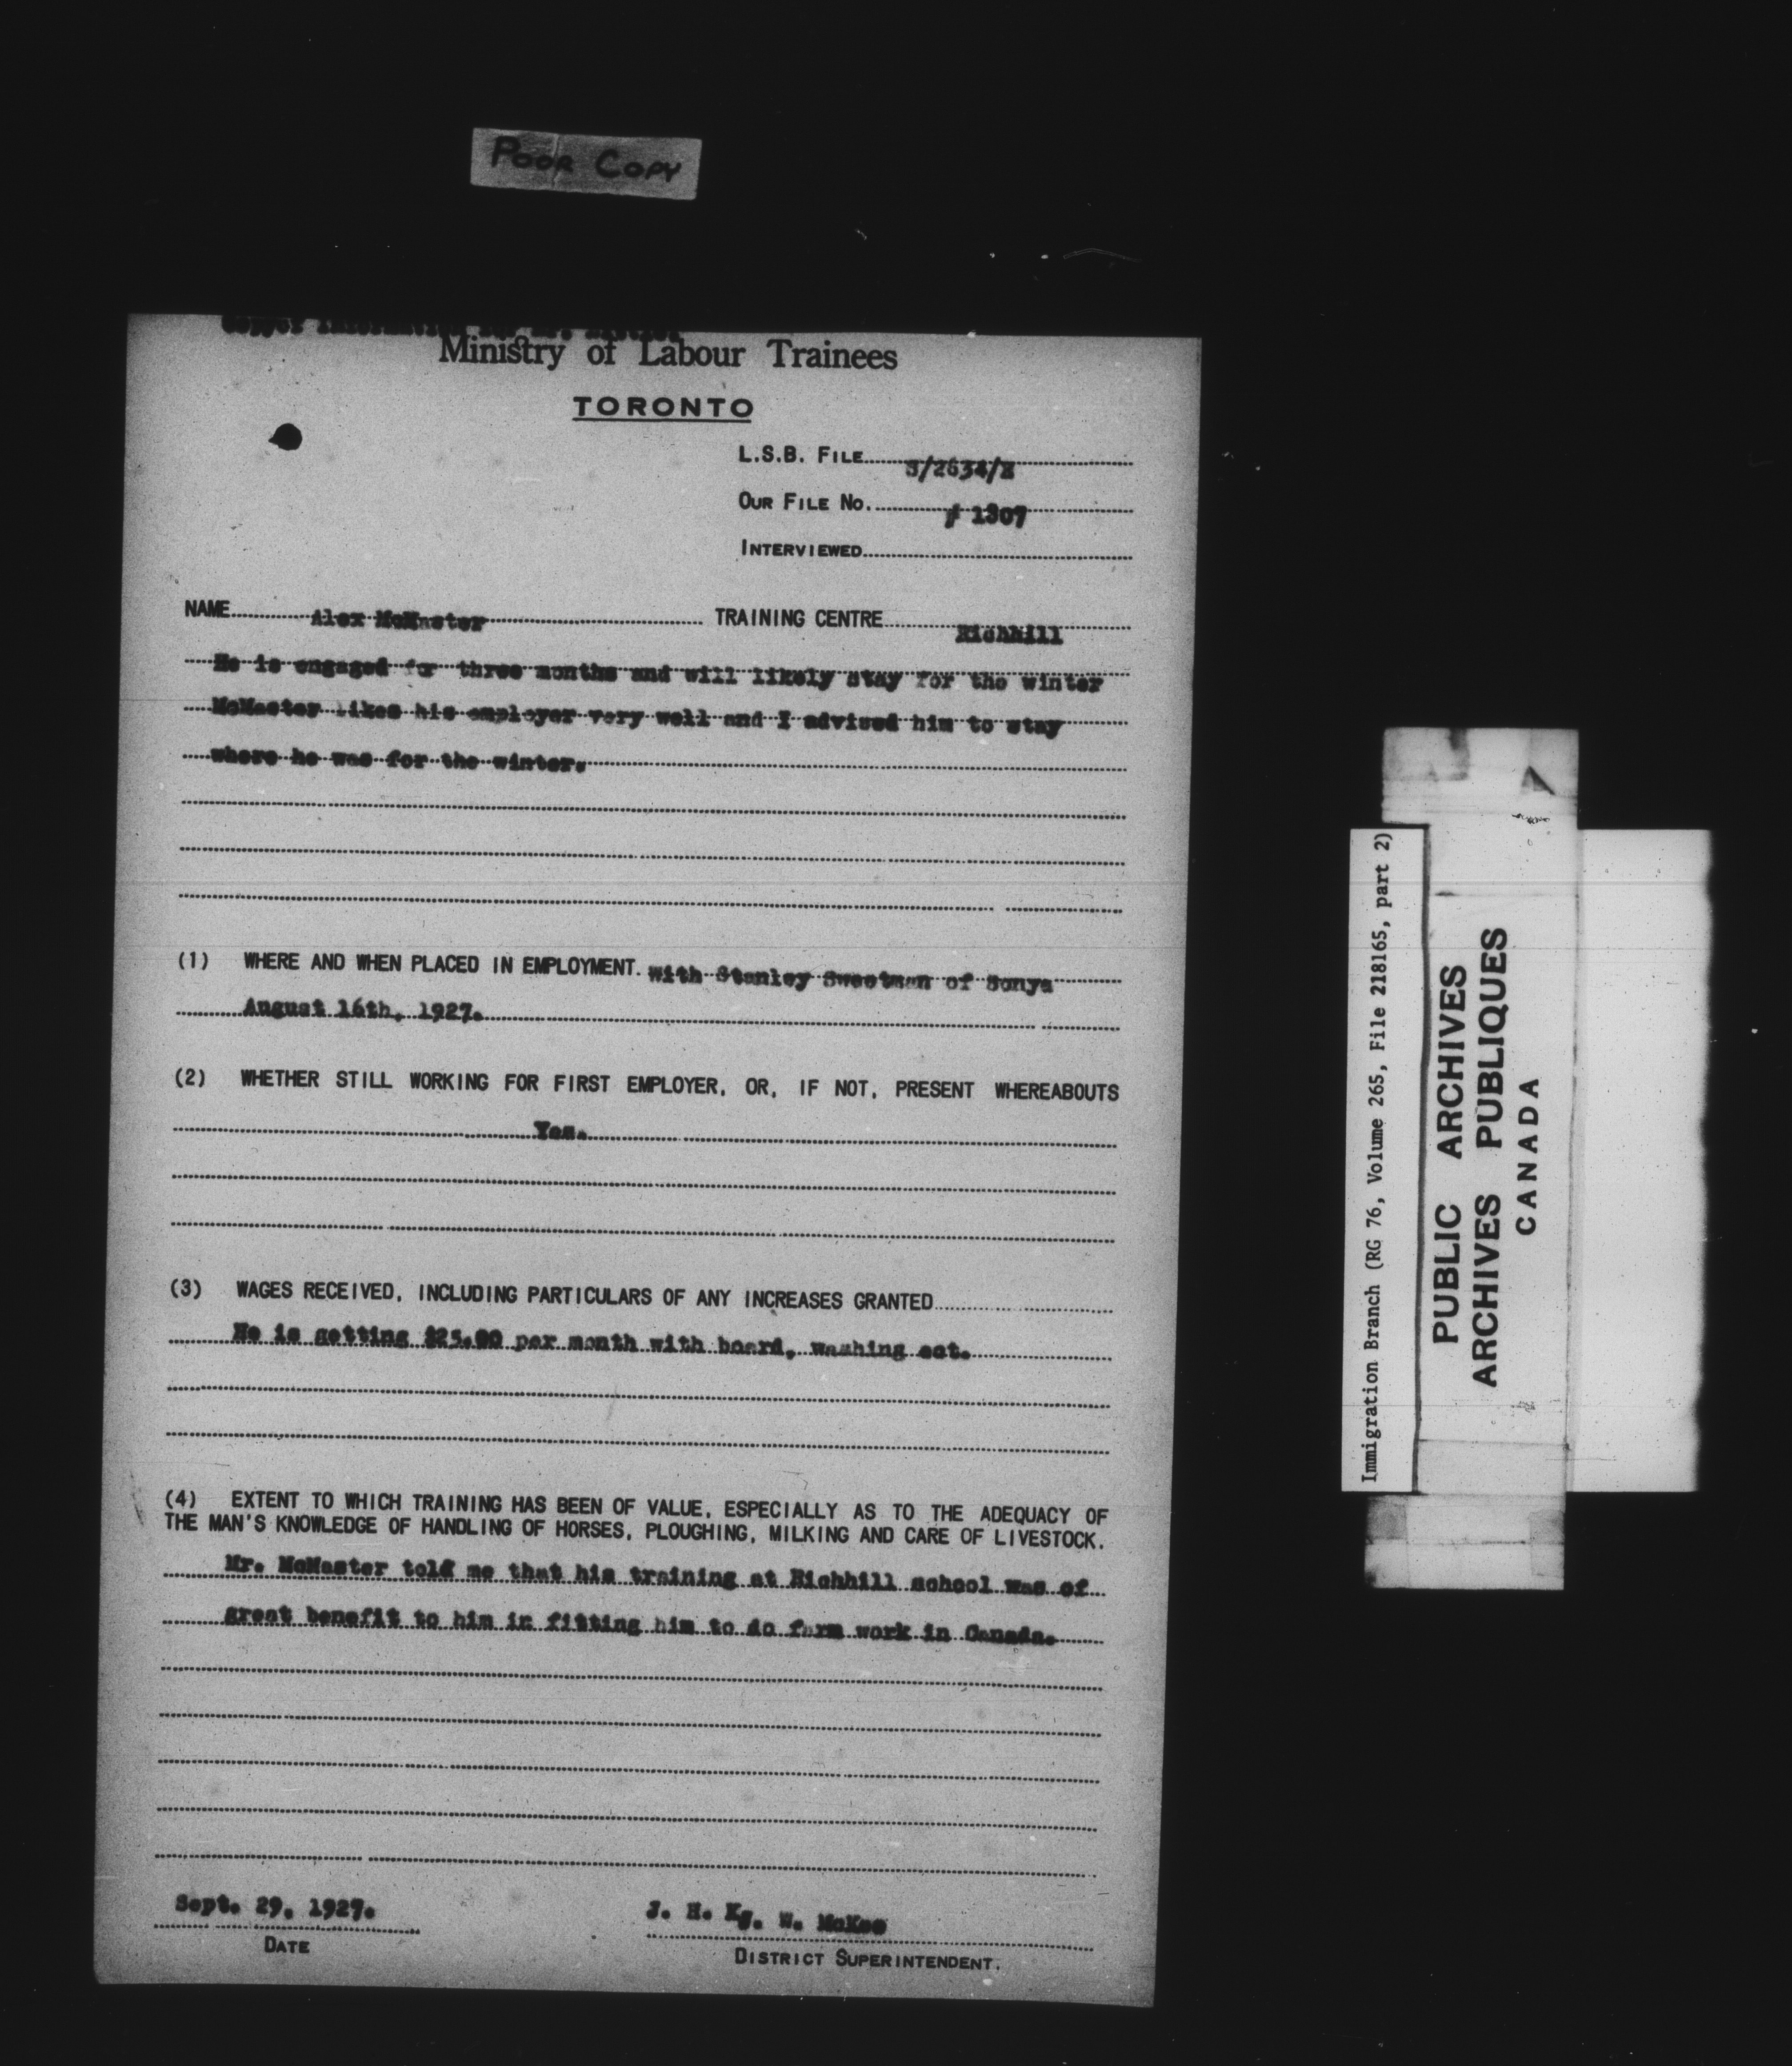 POOR COPY
Ministry of Labour Trainees
TORONTO
L.S.B. FILE 3/2634/
OUR FILE No. # 1307
INTERVIEWED
NAME Alex McMaster TRAINING CENTRE Richhill
He is engaged for three months and will likely stay for the winter
McMaster likes his employer very well and I advised him to stay
where he was for the winter.
(1) WHERE AND WHEN PLACED IN EMPLOYMENT. With Stanley Sweetman of Sonya
August 16th, 1927.
(2) WHETHER STILL WORKING FOR FIRST EMPLOYER, OR, IF NOT, PRESENT WHEREABOUTS
Yes.
(3) WAGES RECEIVED, INCLUDING PARTICULARS OF ANY INCREASES GRANTED
He is getting $25.00 per month with board, washing ect.
(4) EXTENT TO WHICH TRAINING HAS BEEN OF VALUE, ESPECIALLY AS TO THE ADEQUACY OF
THE MAN'S KNOWLEDGE OF HANDLING OF HORSES, PLOUGHING, MILKING AND CARE OF LIVESTOCK.
Mr. McMaster told me that his training at Richhill school was of
great benefit to him in fitting him to do farm work in Canada.
Sept. 29, 1927.
J. H. W. McKee
DATE
DISTRICT SUPERINTENDENT.
Immigration Branch (RG 76, Volume 265, File 218165, part 2)
PUBLIC ARCHIVES
ARCHIVES PUBLIQUES
CANADA